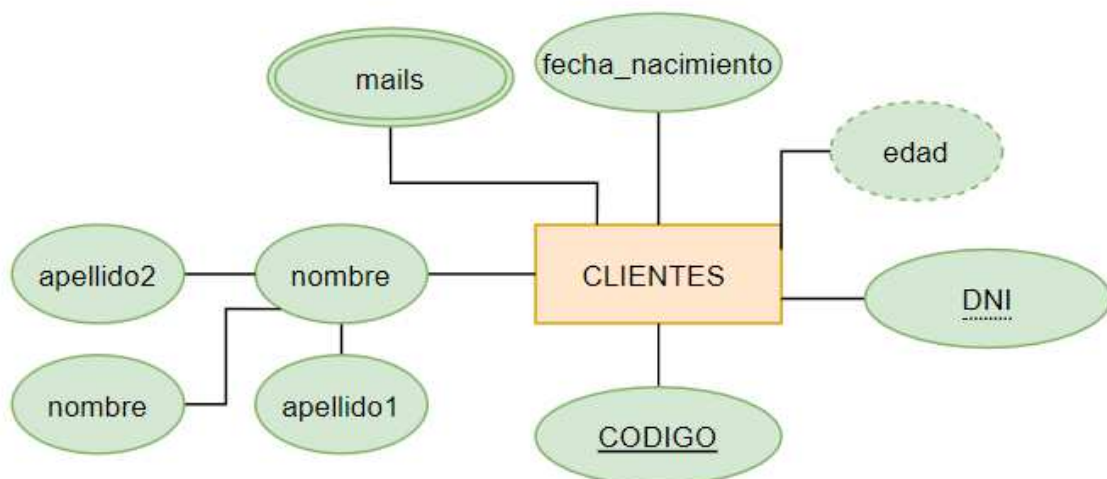 mails
fecha_nacimiento
edad
apellido2
nombre
CLIENTES
DNI
nombre
apellido1
CODIGO